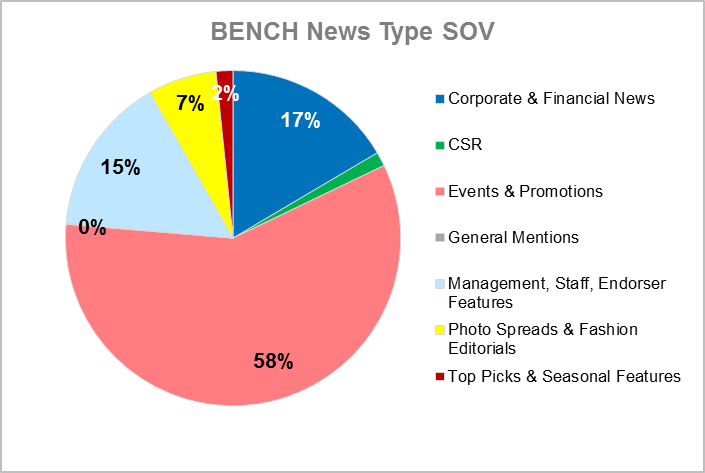 BENCH News Type SOV
2%
7%
17%
15%
0%
58%
Corporate & Financial News
CSR
Events & Promotions
General Mentions
Management, Staff, Endorser
Features
Photo Spreads & Fashion
Editorials
Top Picks & Seasonal Features